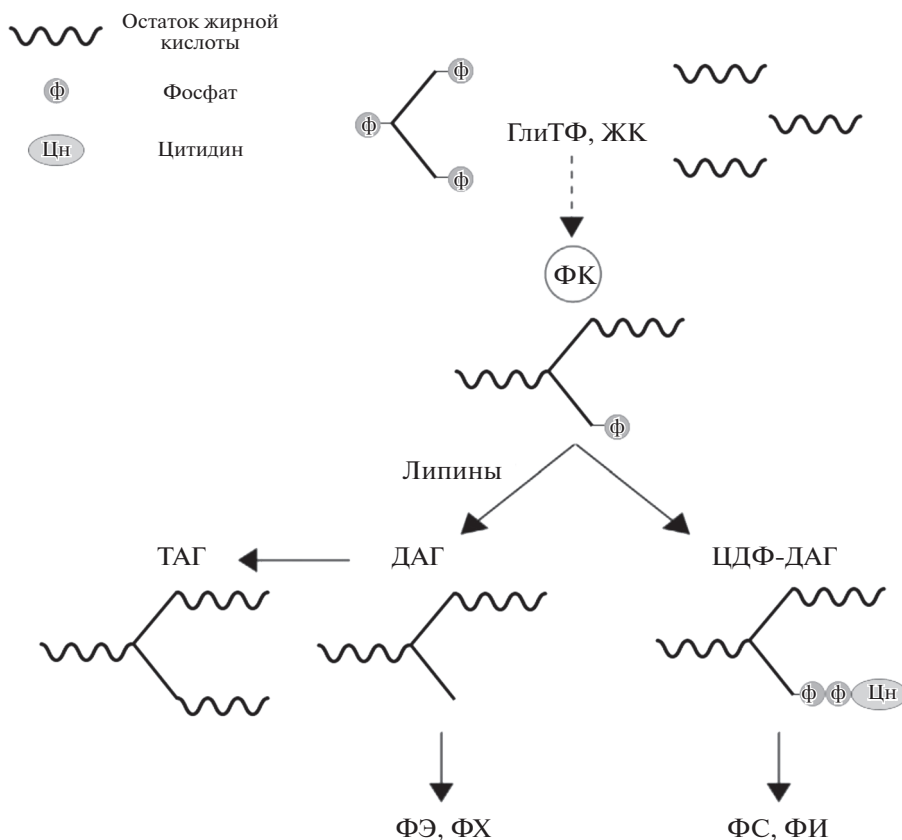 Остаток жирной
кислоты
ф
Фосфат
Цн
Цитидин
ф
ф
ф
ГлиТФ, ЖК
ФК
ф
Липины
ТАГ
ДАГ
ЦДФ-ДАГ
ф ф Цн
ФЭ, ФХ
ФС, ФИ